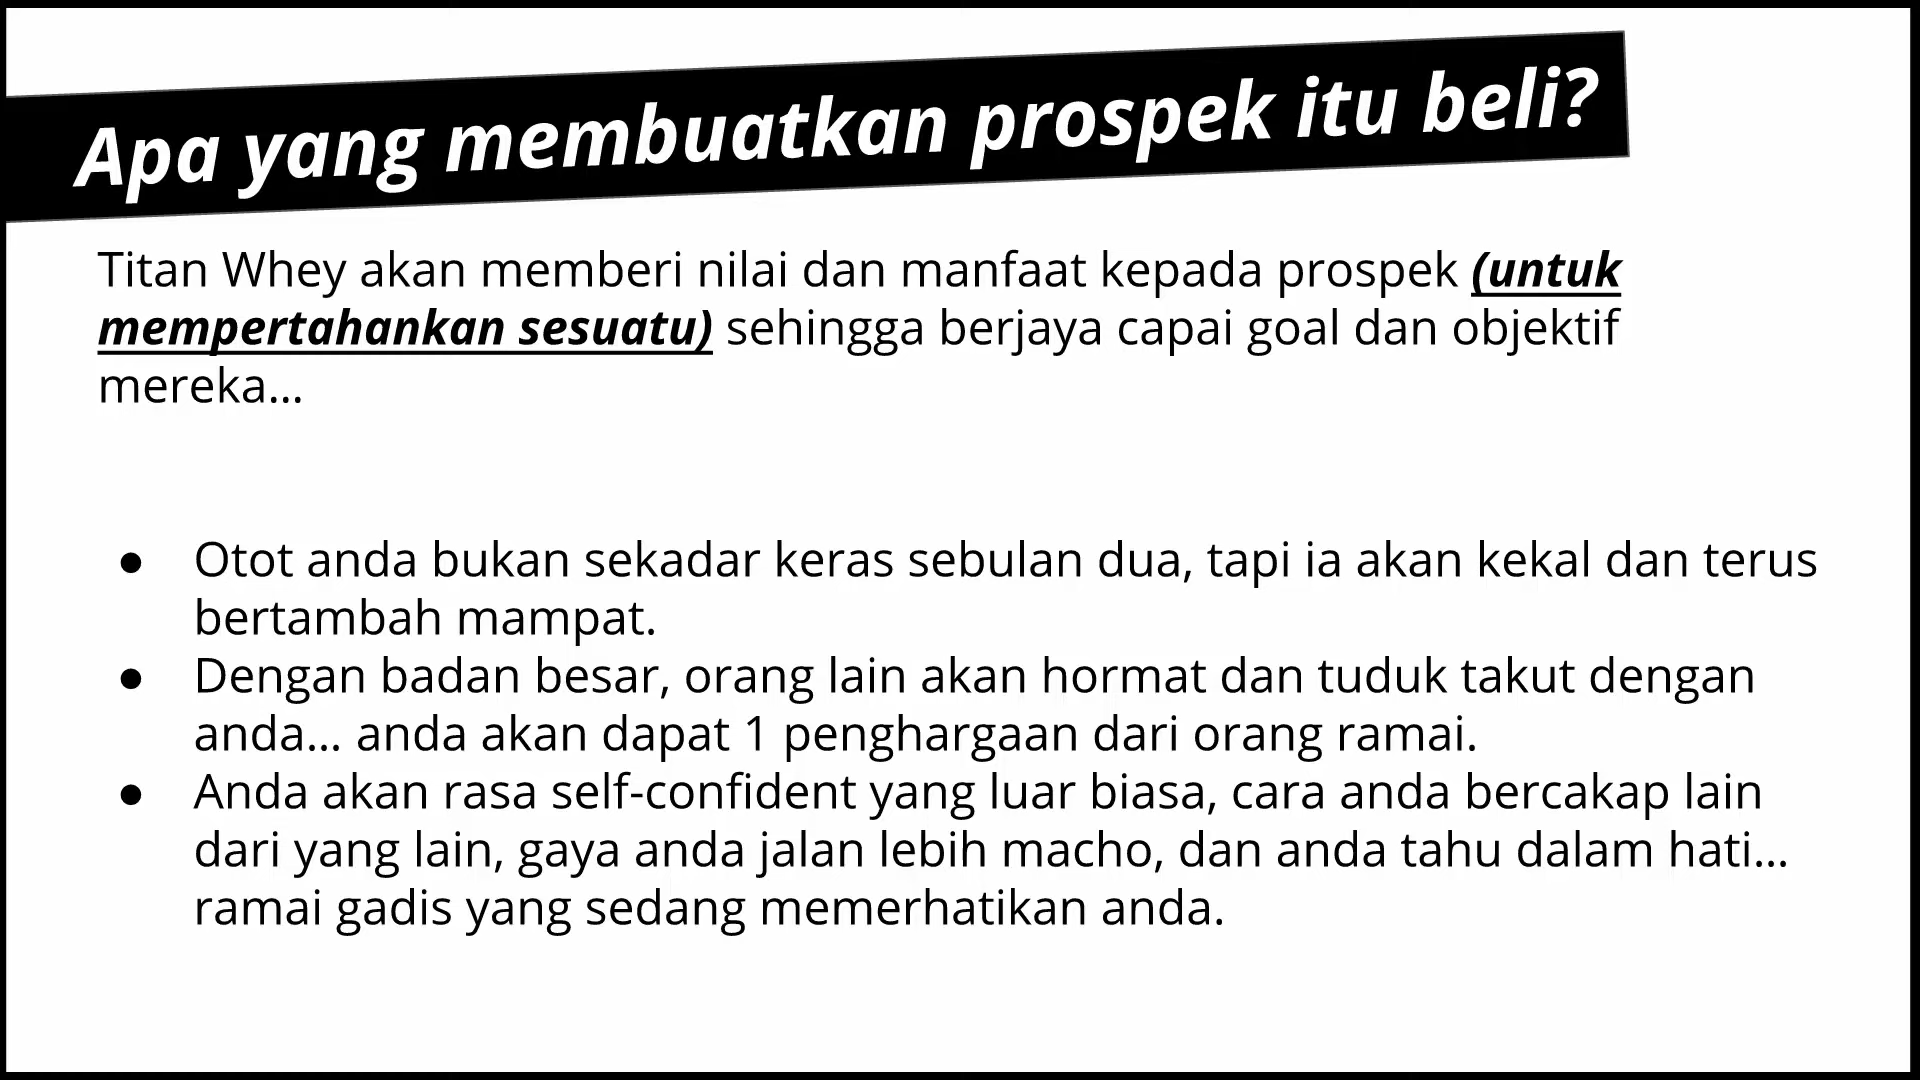 Apa yang membuatkan prospek itu beli?
Titan Whey akan memberi nilai dan manfaat kepada prospek (untuk
mempertahankan sesuatu) sehingga berjaya capai goal dan objektif
mereka...
● Otot anda bukan sekadar keras sebulan dua, tapi ia akan kekal dan terus
bertambah mampat.
● Dengan badan besar, orang lain akan hormat dan tuduk takut dengan
anda... anda akan dapat 1 penghargaan dari orang ramai.
● Anda akan rasa self-confident yang luar biasa, cara anda bercakap lain
dari yang lain, gaya anda jalan lebih macho, dan anda tahu dalam hati...
ramai gadis yang sedang memerhatikan anda.